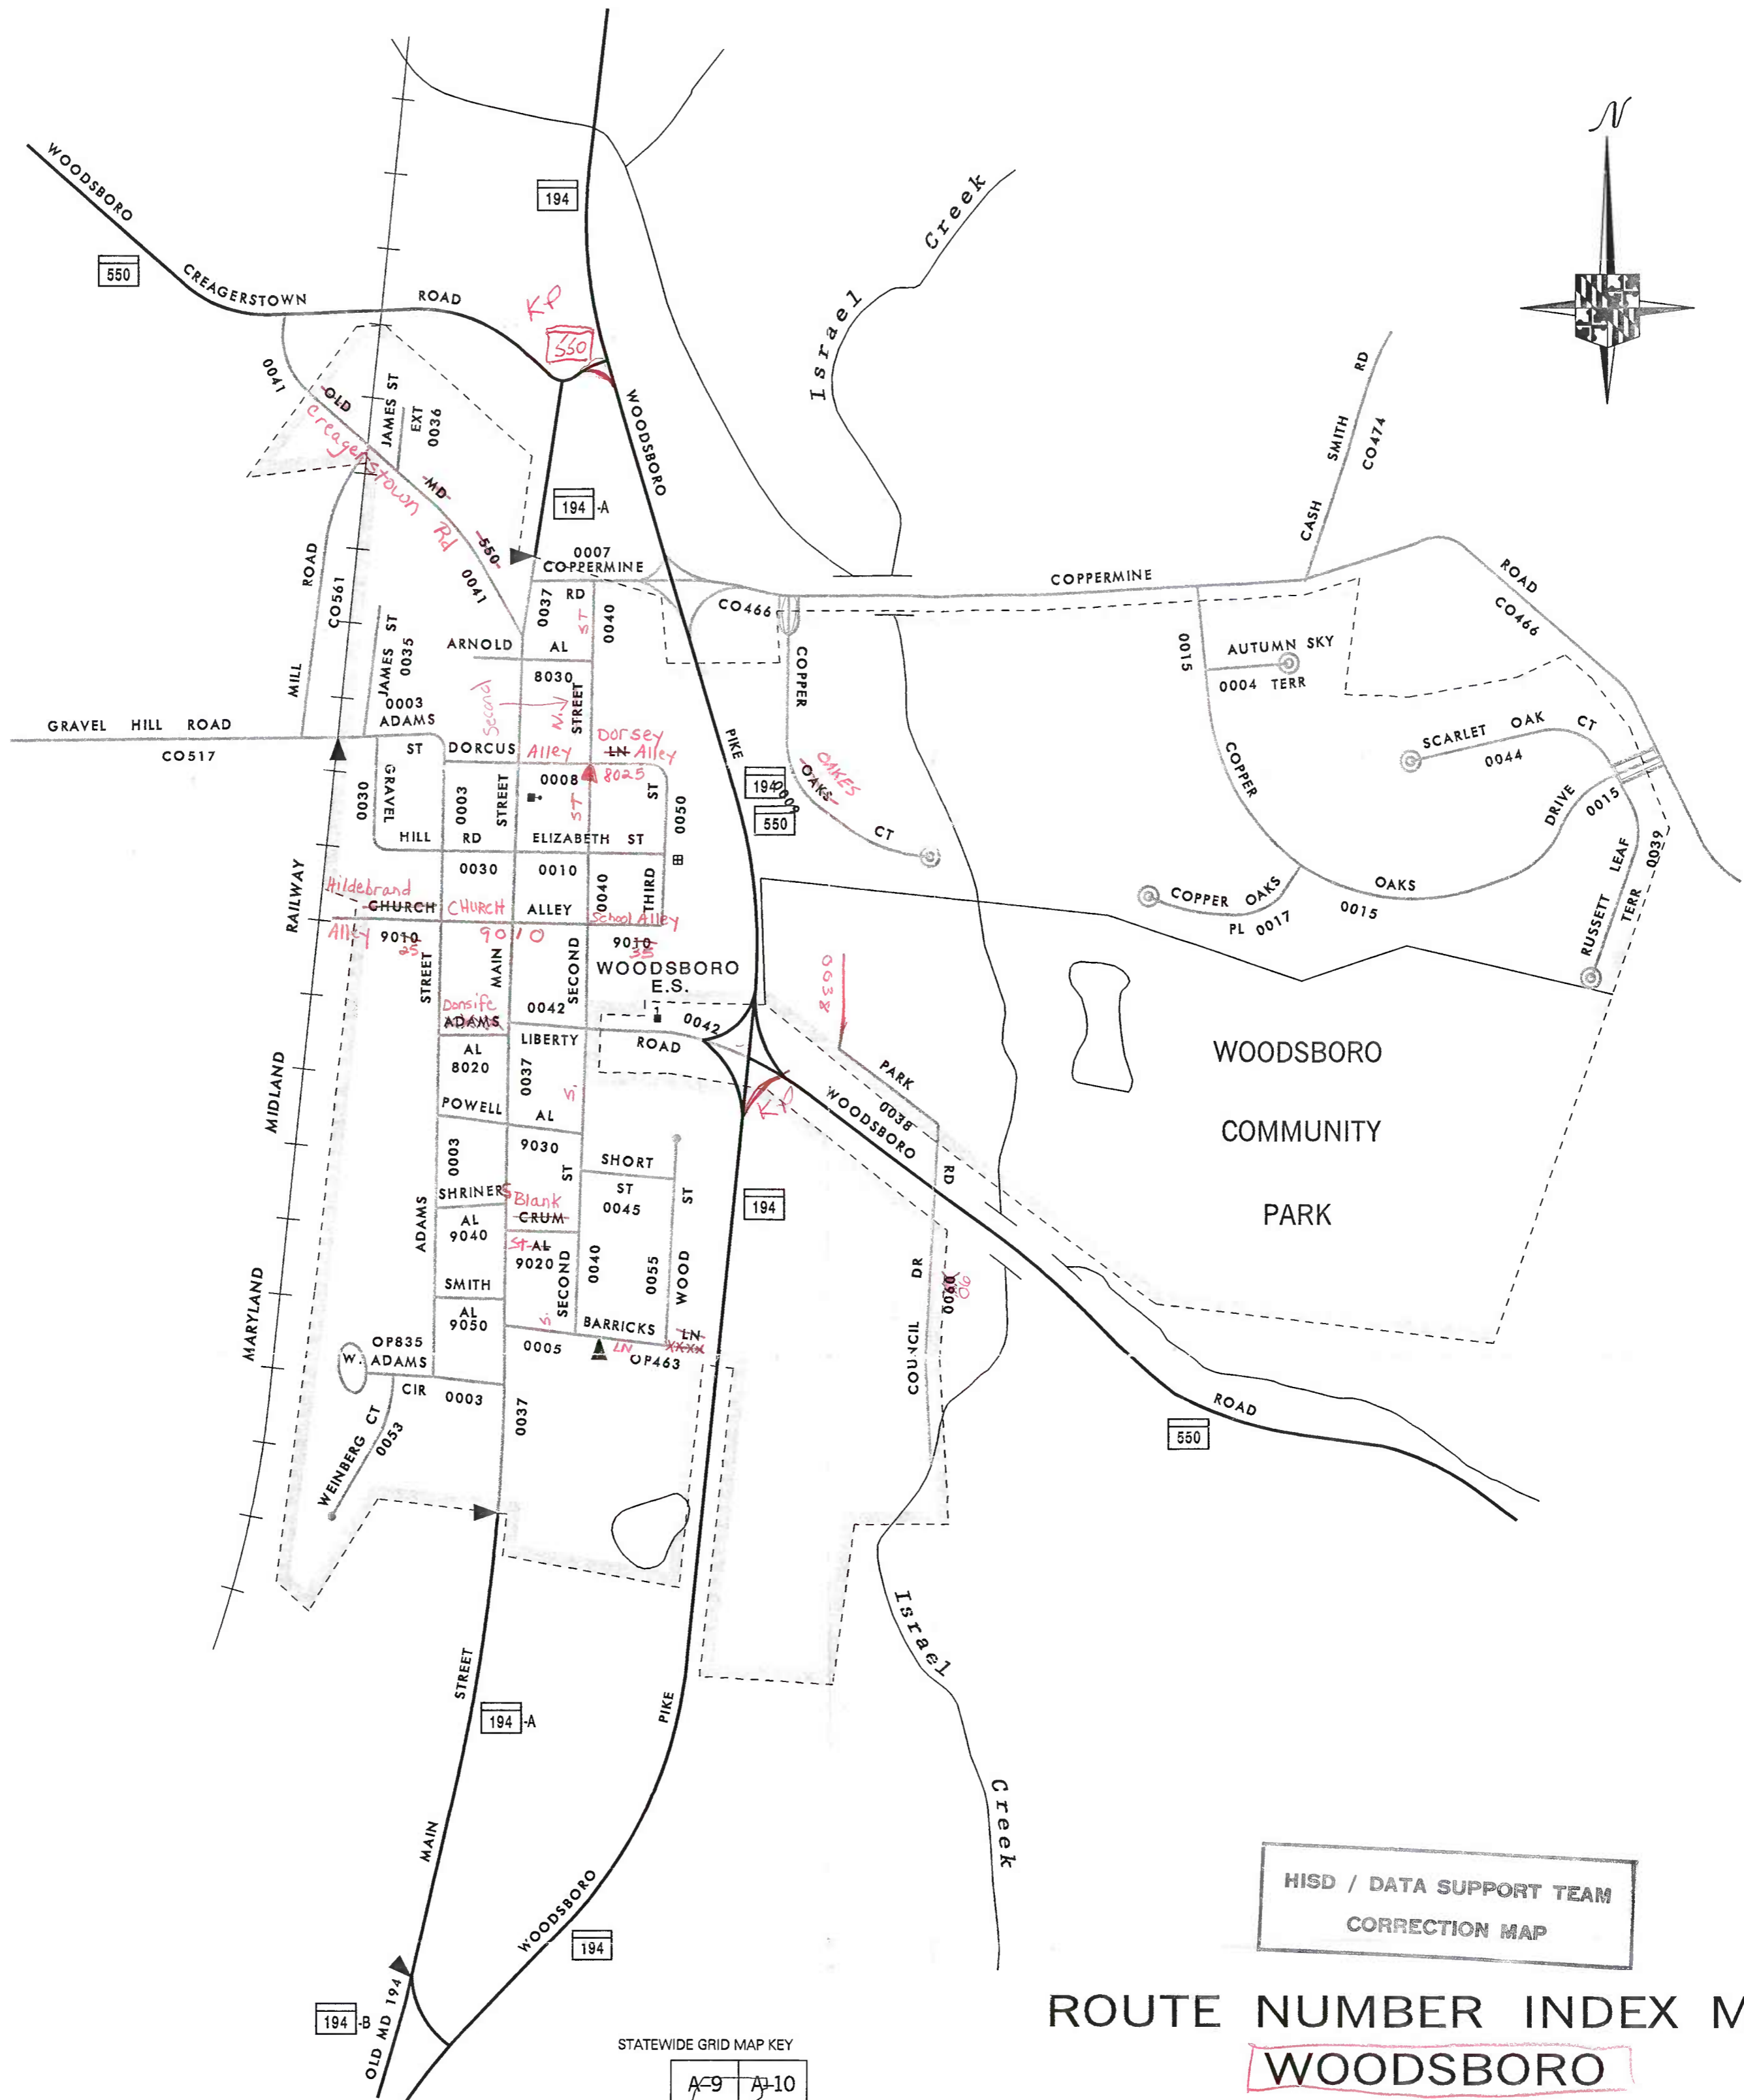 N
WOODSBORO
550
CREAGERSTOWN
ROAD
194
KP
550
Israel
Creek
0041
OLD
Creagerstown Rd
MD
550
0041
JAMES ST
EXT
0036
WOODSBORO
194 -A
0007
COPPERMINE
RD
CO466
COPPERMINE
CASH
SMITH
RD
CO474
ROAD
CO466
MILL
ROAD
CO561
JAMES ST
0035
0037
ST
0040
ARNOLD
AL
8030
Second
N.
STREET
COPPER
0015
AUTUMN SKY
0004 TERR
GRAVEL HILL ROAD
CO517
0003
ADAMS
ST
DORCUS
Alley
Dorsey
LN Alley
8025
0008
PIKE
194
550
0009
OAKS
OAKES
CT
COPPER
SCARLET OAK CT
0044
DRIVE
0015
0030
GRAVEL
0003
STREET
ST
ST
0050
HILL
RD
ELIZABETH ST
0030
0010
0040
THIRD
RAILWAY
Hildebrand
CHURCH
CHURCH
ALLEY
School Alley
Alley
9010
25
9010
9010
35
COPPER OAKS
PL 0017
OAKS
0015
RUSSETT LEAF
TERR 0039
STREET
MAIN
SECOND
WOODSBORO
E.S.
1
0038
Donsife
ADAMS
AL
8020
0042
LIBERTY
0042
ROAD
0037
S.
KP
PARK
0038
RD
WOODSBORO
WOODSBORO
COMMUNITY
PARK
MIDLAND
POWELL
AL
9030
0003
ST
SHORT
ST
0045
ST
194
SHRINER
S
AL
9040
Blank
CRUM
St AL
9020
ADAMS
SMITH
AL
9050
SECOND
0040
0055
WOOD
COUNCIL
DR
0060
06
MARYLAND
S.
BARRICKS
LN
XXXX
0005
LN
OP463
OP835
W. ADAMS
CIR
0003
0037
WEINBERG CT
0053
ROAD
550
Israel
Creek
STREET
194 -A
PIKE
MAIN
WOODSBORO
194
194 -B
OLD MD 194
HISD / DATA SUPPORT TEAM
CORRECTION MAP
ROUTE NUMBER INDEX M
WOODSBORO
STATEWIDE GRID MAP KEY
A-9
A-10